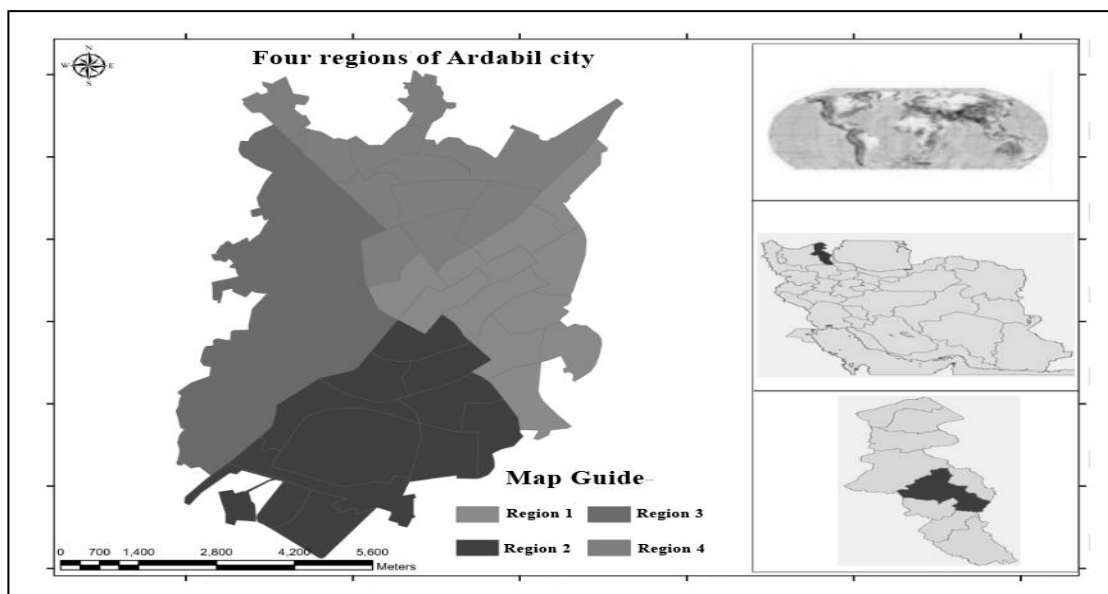 Four regions of Ardabil city
N
W E
S
Map Guide
Region 1 Region 3
Region 2 Region 4
0 700 1,400 2,800 4,200 5,600
Meters